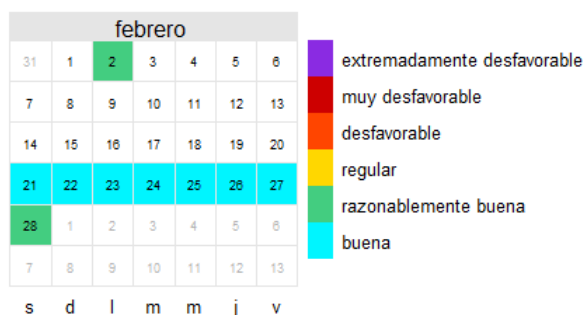 febrero
31 1 2 3 4 5 6
7 8 9 10 11 12 13
14 15 16 17 18 19 20
21 22 23 24 25 26 27
28 1 2 3 4 5 6
7 8 9 10 11 12 13
s d l m m j v
extremadamente desfavorable
muy desfavorable
desfavorable
regular
razonablemente buena
buena